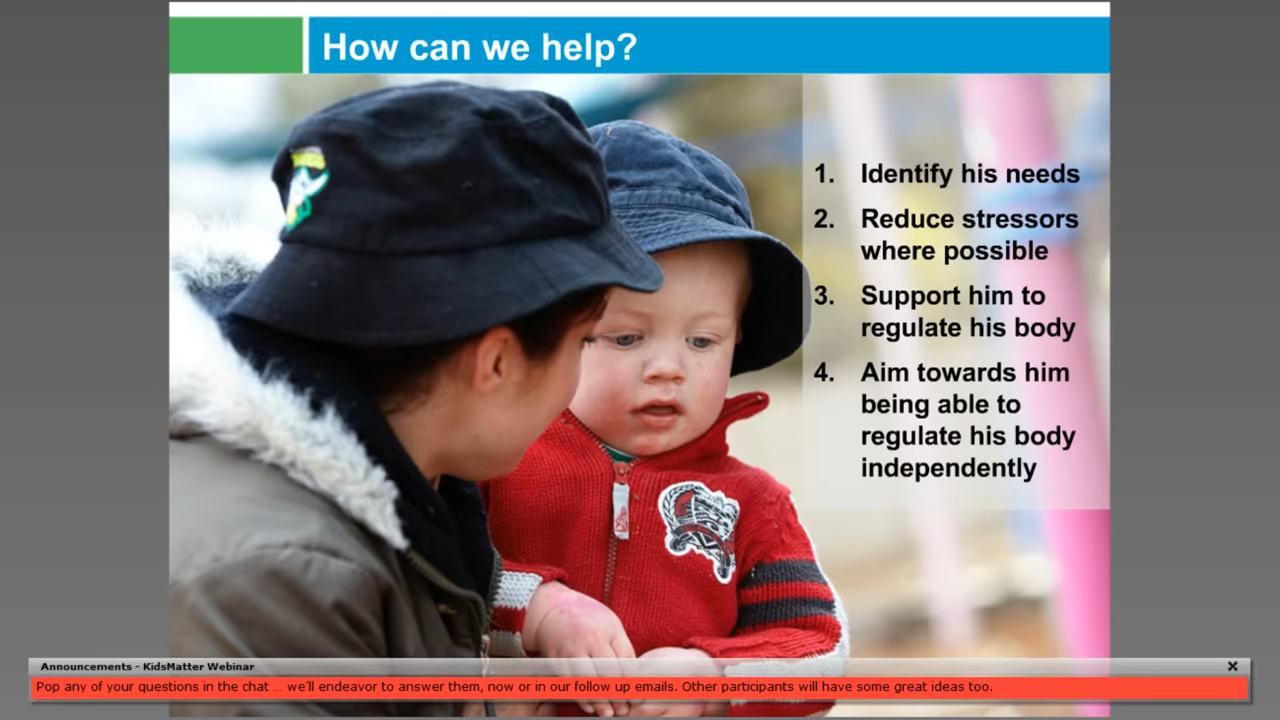 How can we help?
1. Identify his needs
2. Reduce stressors
where possible
3. Support him to
regulate his body
4. Aim towards him
being able to
regulate his body
independently
Announcements - KidsMatter Webinar
Pop any of your questions in the chat ... we'll endeavor to answer them, now or in our follow up emails. Other participants will have some great ideas too.